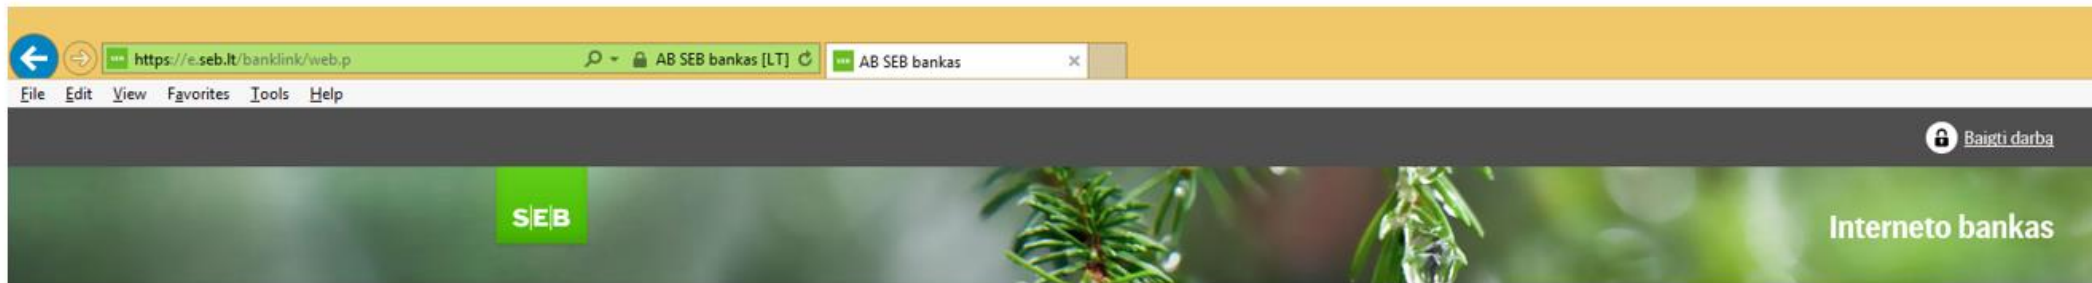 https://e.seb.lt/banklink/web.p AB SEB bankas [LT] AB SEB bankas
File Edit View Favorites Tools Help
Baigti darbą
S|E|B
Interneto bankas